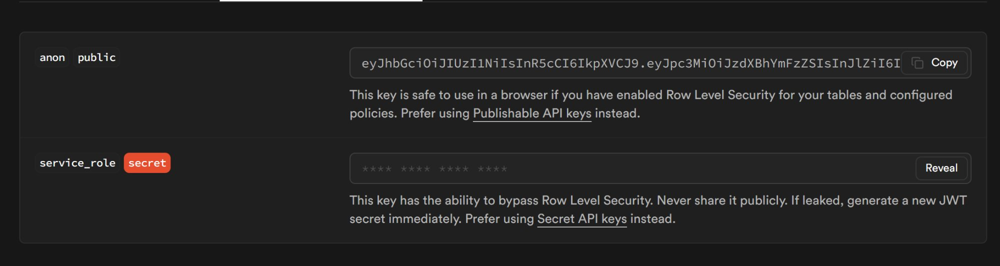 anon public
eyJhbGciOiJIUzI1NiIsInR5cCI6IkpXVCJ9.eyJpc3MiOiJzdXBhYmFzZSIsInJlZiI6I
Copy
This key is safe to use in a browser if you have enabled Row Level Security for your tables and configured
policies. Prefer using Publishable API keys instead.
service_role secret
**** **** **** ****
Reveal
This key has the ability to bypass Row Level Security. Never share it publicly. If leaked, generate a new JWT
secret immediately. Prefer using Secret API keys instead.